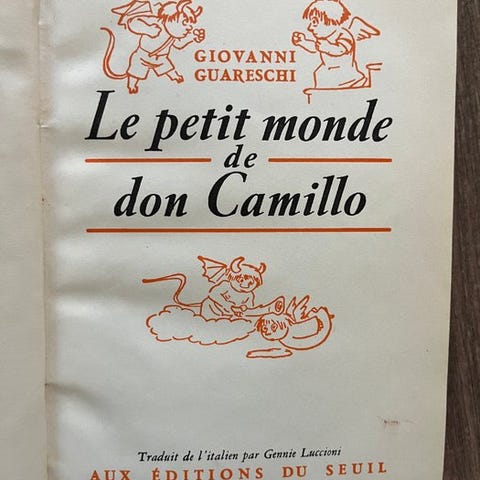 GIOVANNI
GUARESCHI
Le petit monde
de
don Camillo
Traduit de l'italien par Gennie Luccioni
AUX ÉDITIONS DU SEUIL